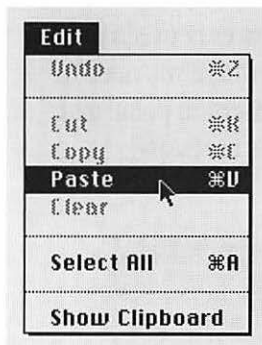 Edit
Undo ⌘Z
Cut ⌘X
Copy ⌘C
Paste ⌘V
Clear
Select All ⌘A
Show Clipboard